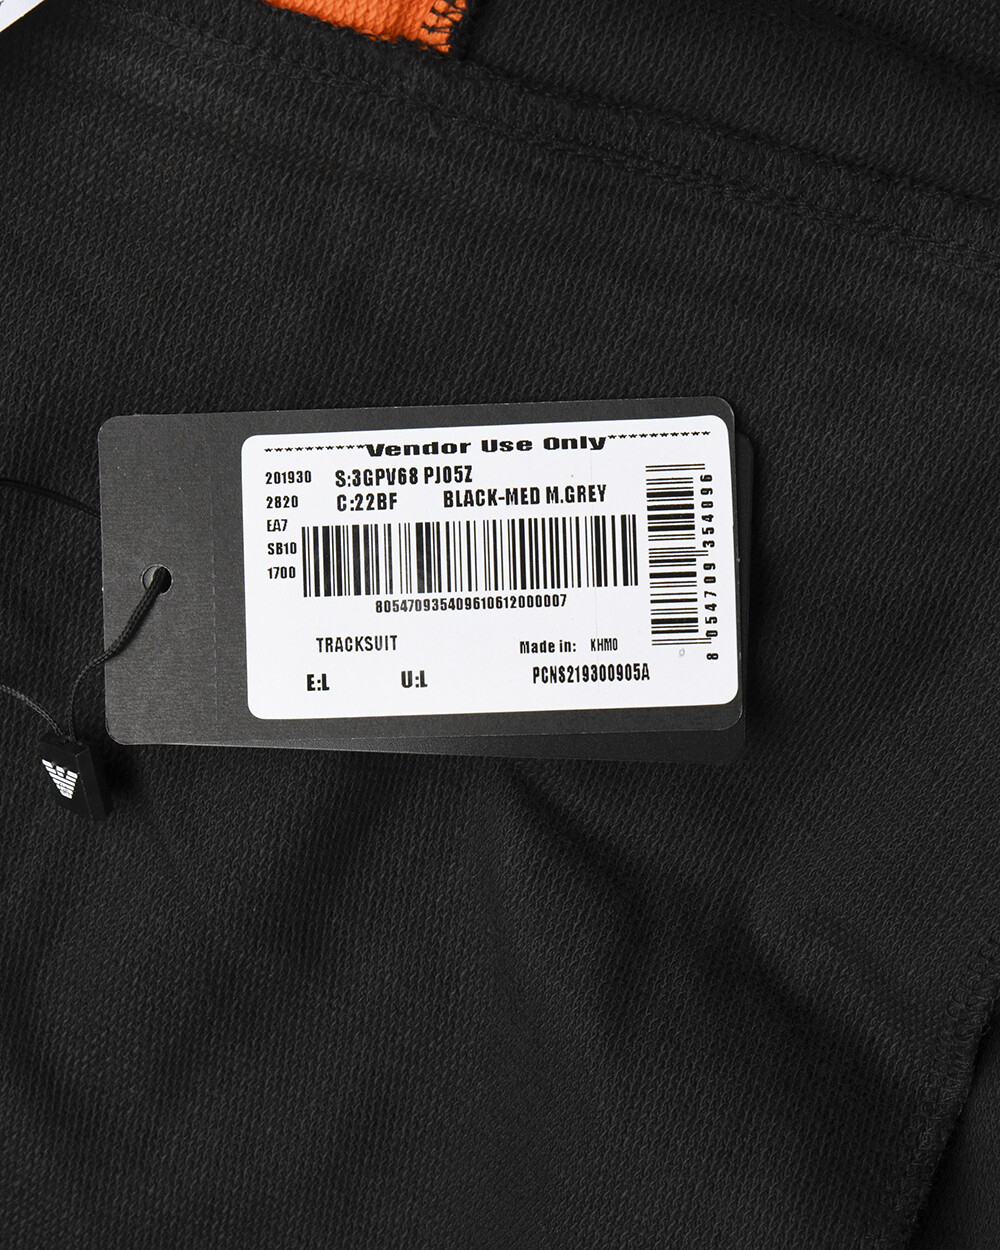 **********Vendor Use Only**********
201930 S:3GPV68 PJ05Z
2820 C:22BF BLACK-MED M.GREY
EA7
SB10
1700
805470935409610612000007
8 054709 354096
TRACKSUIT Made in: KHM0
E:L U:L PCNS219300905A